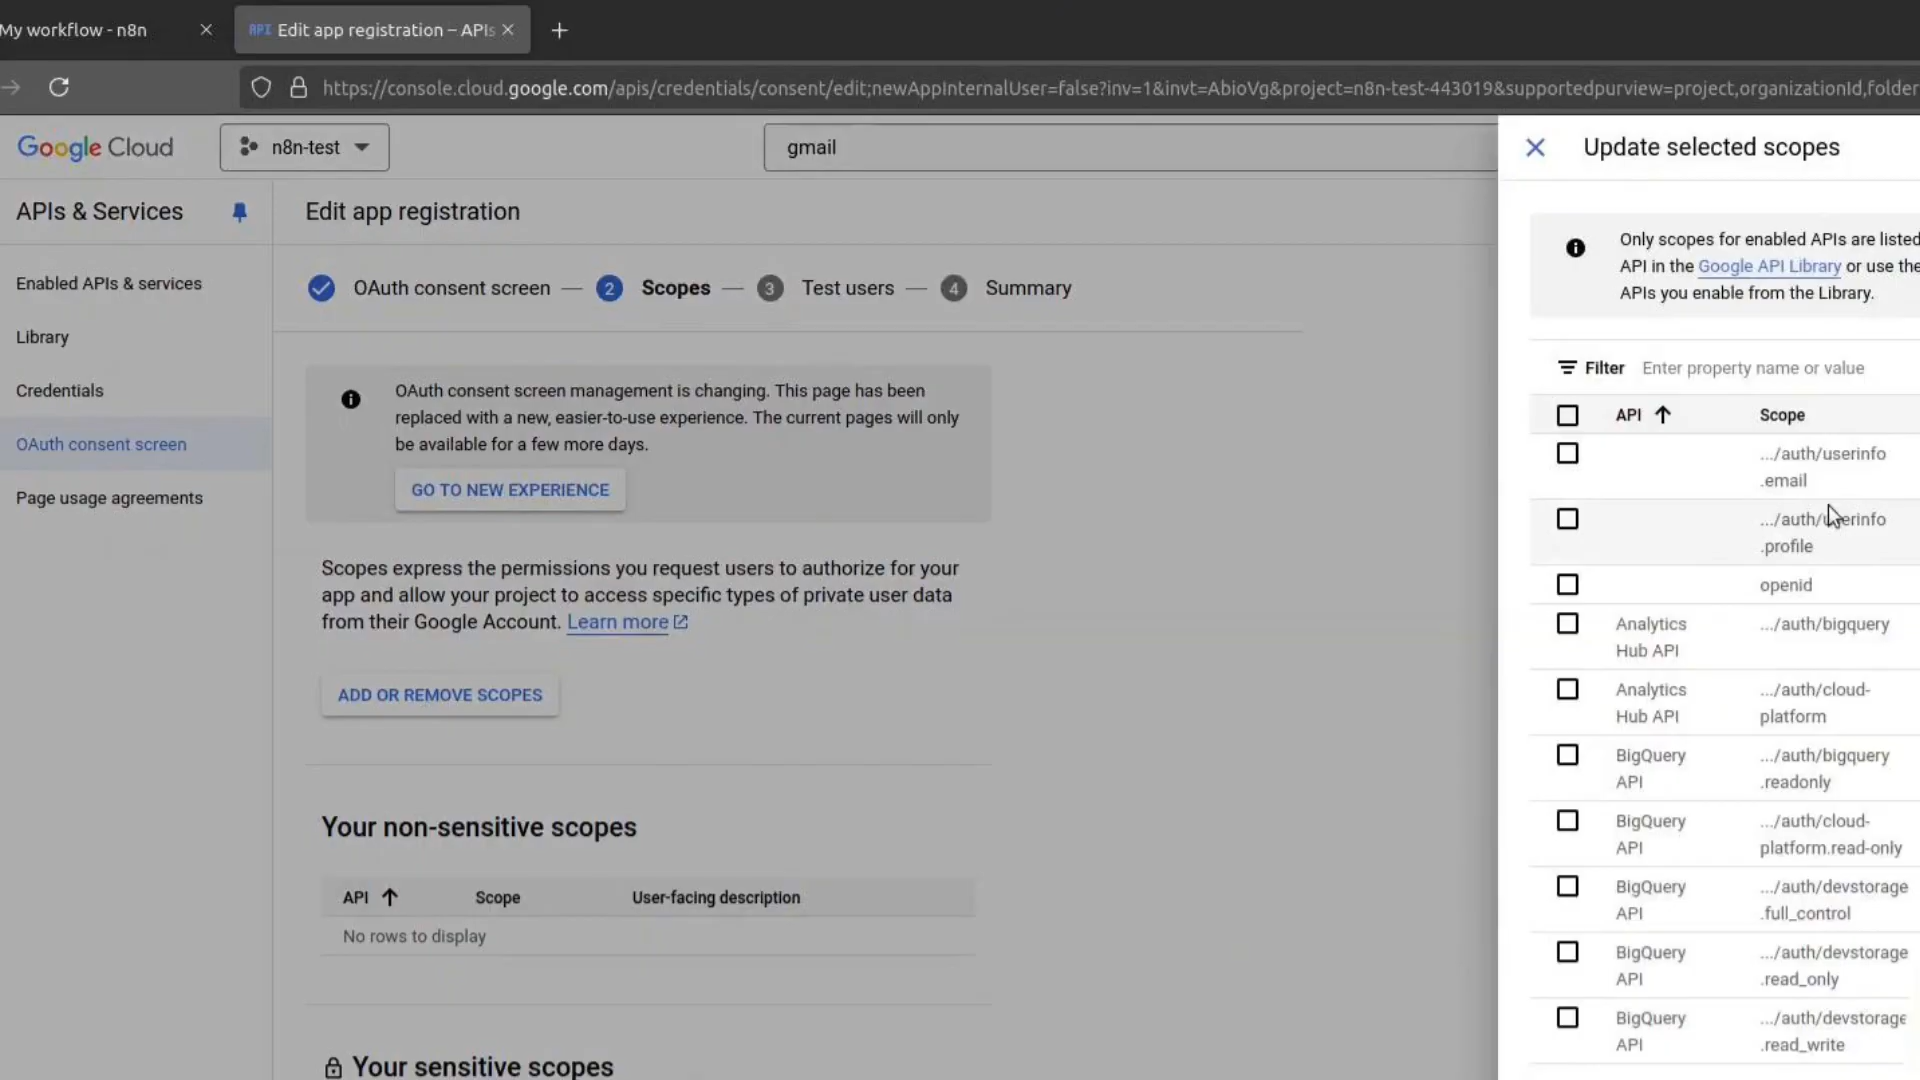 My workflow - n8n
API Edit app registration – APIs
https://console.cloud.google.com/apis/credentials/consent/edit;newAppInternalUser=false?inv=1&invt=AbioVg&project=n8n-test-443019&supportedpurview=project,organizationId,folder
Google Cloud
n8n-test
gmail
APIs & Services
Enabled APIs & services
Library
Credentials
OAuth consent screen
Page usage agreements
Edit app registration
OAuth consent screen — 2 Scopes — 3 Test users — 4 Summary
OAuth consent screen management is changing. This page has been
replaced with a new, easier-to-use experience. The current pages will only
be available for a few more days.
GO TO NEW EXPERIENCE
Scopes express the permissions you request users to authorize for your
app and allow your project to access specific types of private user data
from their Google Account. Learn more
ADD OR REMOVE SCOPES
Your non-sensitive scopes
API Scope User-facing description
No rows to display
Your sensitive scopes
Update selected scopes
Only scopes for enabled APIs are listed
API in the Google API Library or use the
APIs you enable from the Library.
Filter Enter property name or value
API Scope
.../auth/userinfo
.email
.../auth/userinfo
.profile
openid
Analytics .../auth/bigquery
Hub API
Analytics .../auth/cloud-
Hub API platform
BigQuery .../auth/bigquery
API .readonly
BigQuery .../auth/cloud-
API platform.read-only
BigQuery .../auth/devstorage
API .full_control
BigQuery .../auth/devstorage
API .read_only
BigQuery .../auth/devstorage
API .read_write